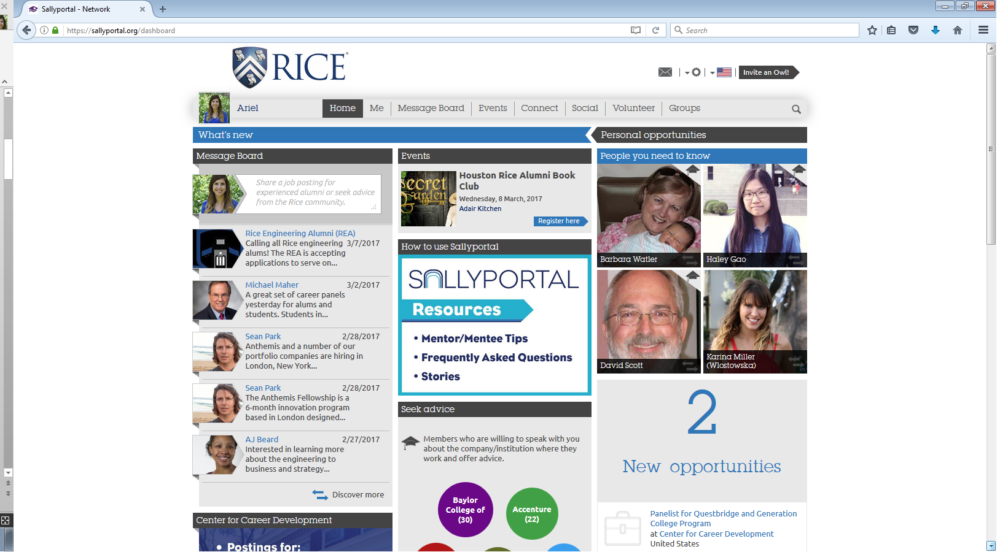 Sallyportal - Network
https://sallyportal.org/dashboard
Search
RICE
Invite an Owl!
Ariel
Home
Me
Message Board
Events
Connect
Social
Volunteer
Groups
What's new
Personal opportunities
Message Board
Share a job posting for
experienced alumni or seek advice
from the Rice community.
Rice Engineering Alumni (REA)
Calling all Rice engineering 3/7/2017
alums! The REA is accepting
applications to serve on...
Michael Maher 3/2/2017
A great set of career panels
yesterday for alums and
students. Students in...
Sean Park 2/28/2017
Anthemis and a number of our
portfolio companies are hiring in
London, New York...
Sean Park 2/28/2017
The Anthemis Fellowship is a
6-month innovation program
based in London designed...
AJ Beard 2/27/2017
Interested in learning more
about the engineering to
business and strategy...
Discover more
Center for Career Development
• Postings for:
Events
secret
Garden
Houston Rice Alumni Book
Club
Wednesday, 8 March, 2017
Adair Kitchen
Register here
How to use Sallyportal
SALLYPORTAL
Resources
• Mentor/Mentee Tips
• Frequently Asked Questions
• Stories
Seek advice
Members who are willing to speak with you
about the company/institution where they
work and offer advice.
Baylor
College of
(30)
Accenture
(22)
People you need to know
Barbara Watler
Haley Gao
David Scott
Karina Miller
(Wlostowska)
2
New opportunities
Panelist for Questbridge and Generation
College Program
at Center for Career Development
United States